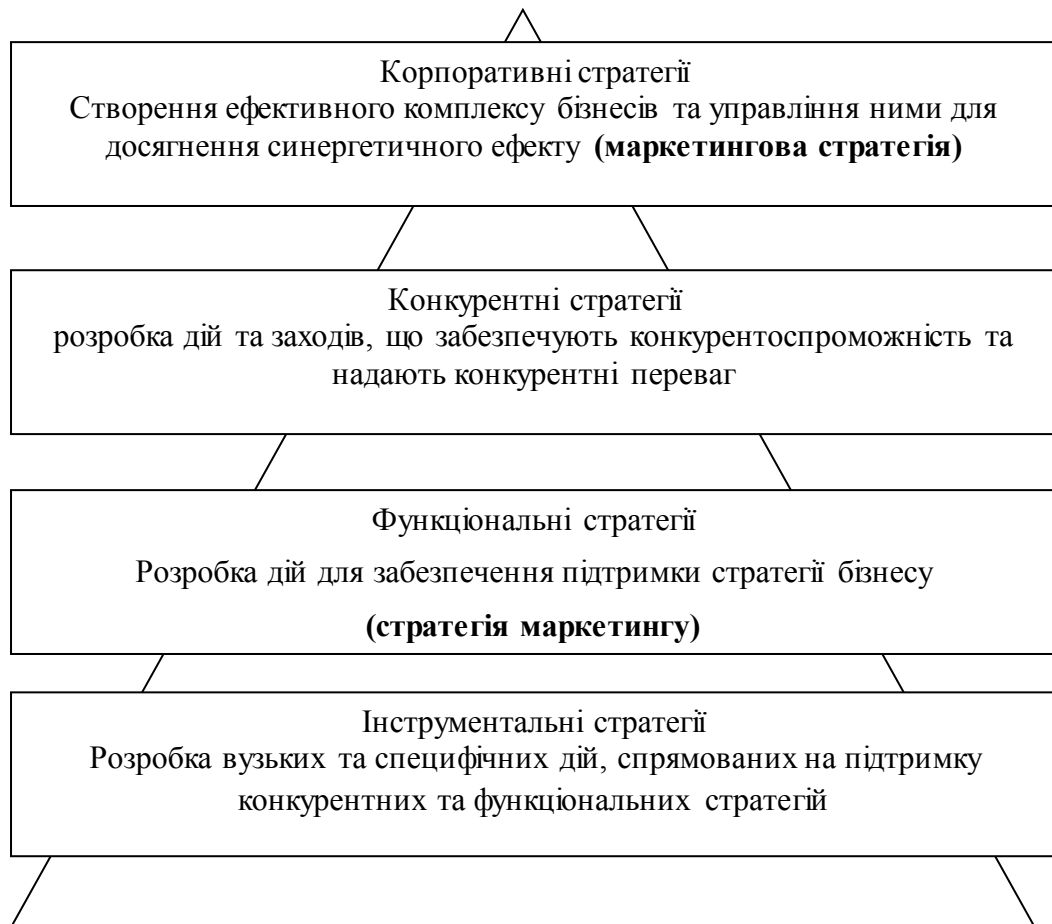 Корпоративні стратегії
Створення ефективного комплексу бізнесів та управління ними для
досягнення синергетичного ефекту (маркетингова стратегія)
Конкурентні стратегії
розробка дій та заходів, що забезпечують конкурентоспроможність та
надають конкурентні переваг
Функціональні стратегії
Розробка дій для забезпечення підтримки стратегії бізнесу
(стратегія маркетингу)
Інструментальні стратегії
Розробка вузьких та специфічних дій, спрямованих на підтримку
конкурентних та функціональних стратегій